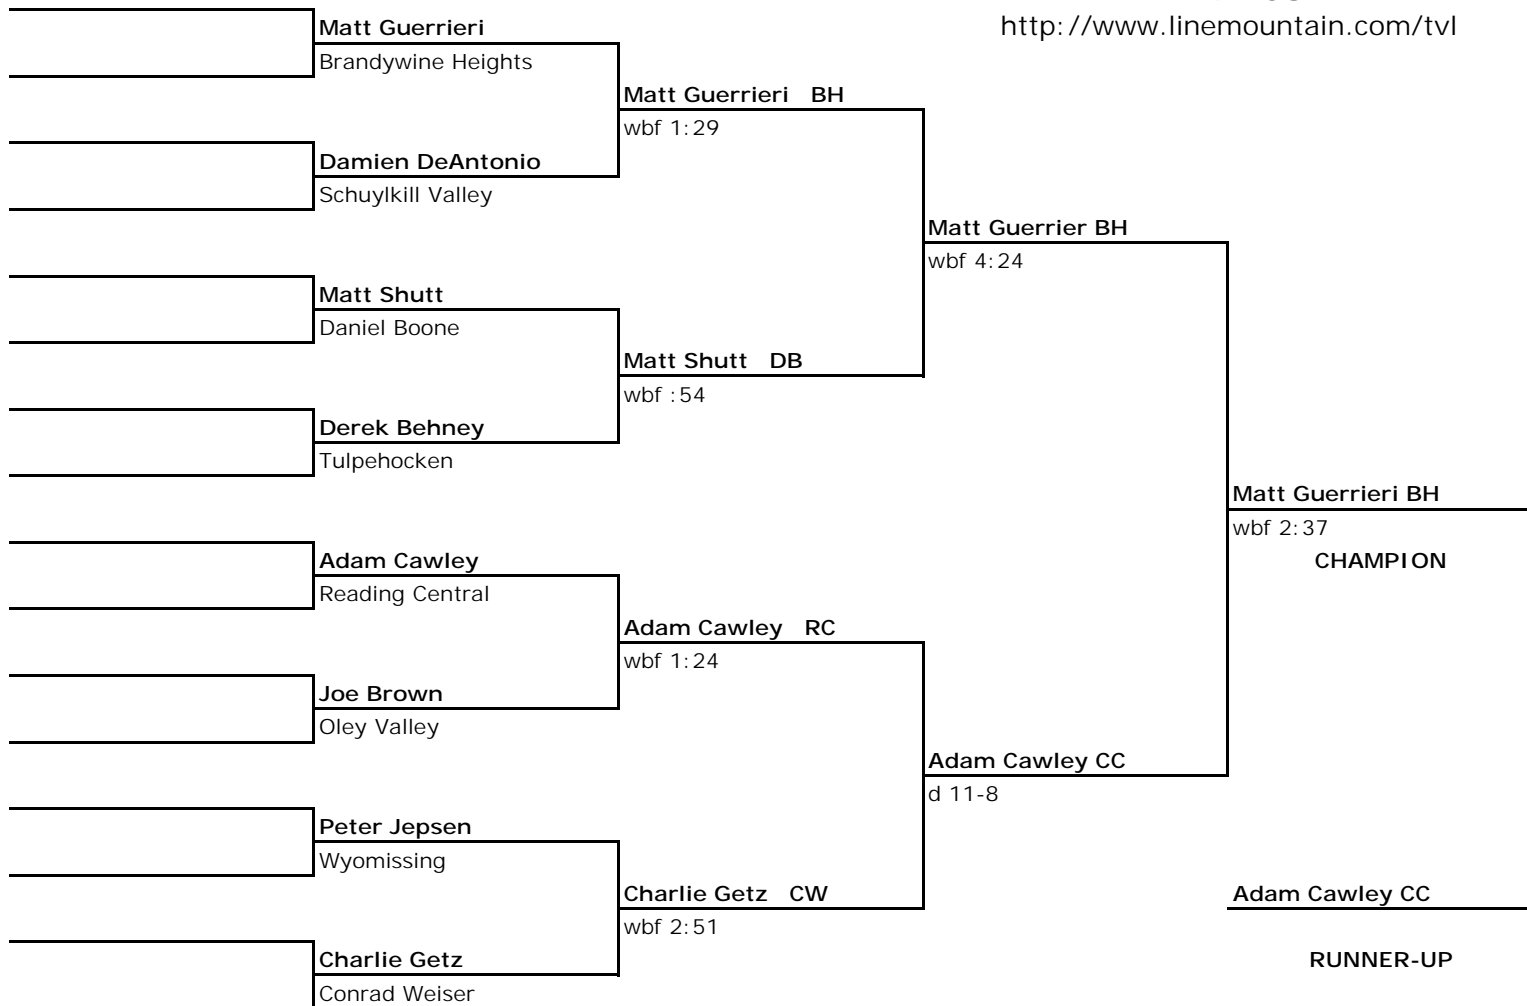 http://www.linemountain.com/tvl
Matt Guerrieri
Brandywine Heights
Matt Guerrieri BH
wbf 1:29
Damien DeAntonio
Schuylkill Valley
Matt Guerrier BH
wbf 4:24
Matt Shutt
Daniel Boone
Matt Shutt DB
wbf :54
Derek Behney
Tulpehocken
Matt Guerrieri BH
wbf 2:37
CHAMPION
Adam Cawley
Reading Central
Adam Cawley RC
wbf 1:24
Joe Brown
Oley Valley
Adam Cawley CC
d 11-8
Peter Jepsen
Wyomissing
Charlie Getz CW
wbf 2:51
Adam Cawley CC
RUNNER-UP
Charlie Getz
Conrad Weiser